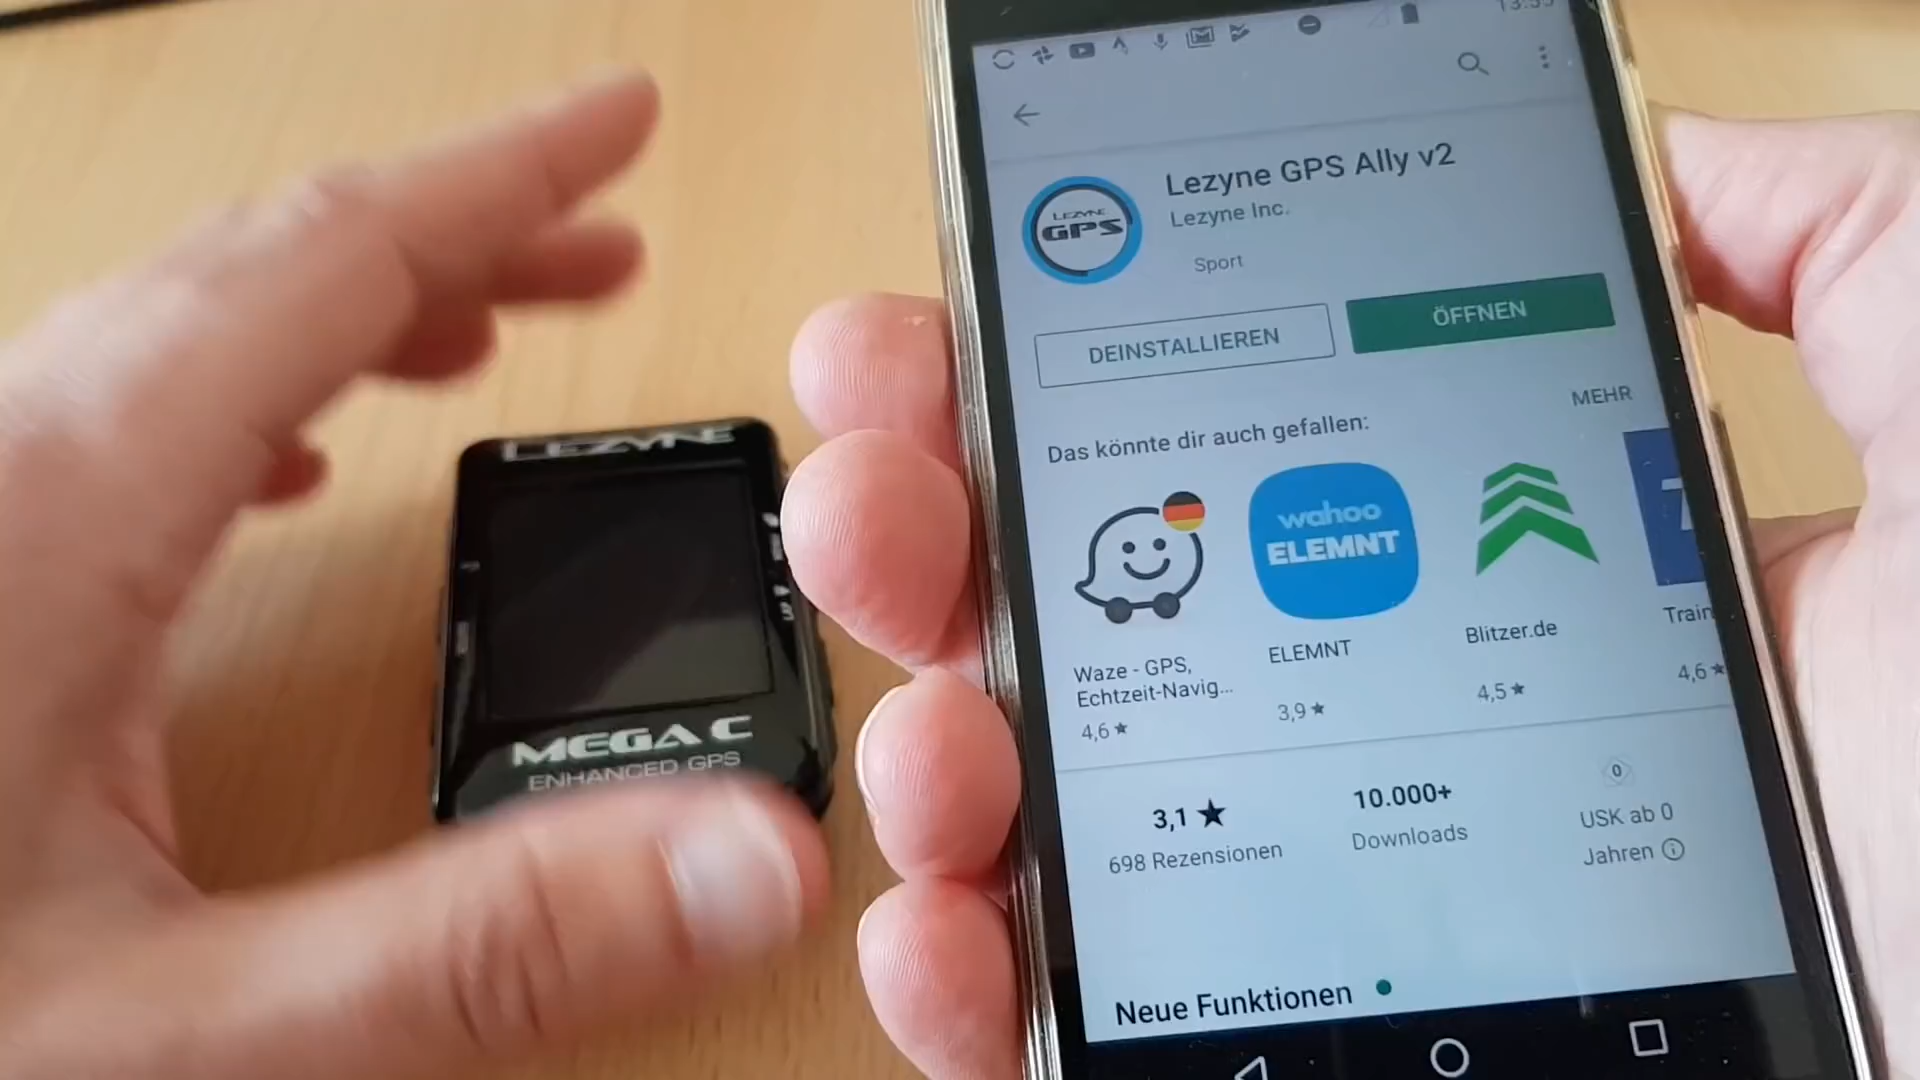 Lezyne GPS Ally v2
Lezyne Inc.
Sport
LEZYNE
GPS
DEINSTALLIEREN
ÖFFNEN
MEHR
Das könnte dir auch gefallen:
wahoo
ELEMNT
Waze - GPS,
Echtzeit-Navig...
4,6 ★
ELEMNT
3,9 ★
Blitzer.de
4,5 ★
Train
4,6 ★
3,1 ★
698 Rezensionen
10.000+
Downloads
0
USK ab 0
Jahren
Neue Funktionen
LEZYNE
MEGA C
ENHANCED GPS